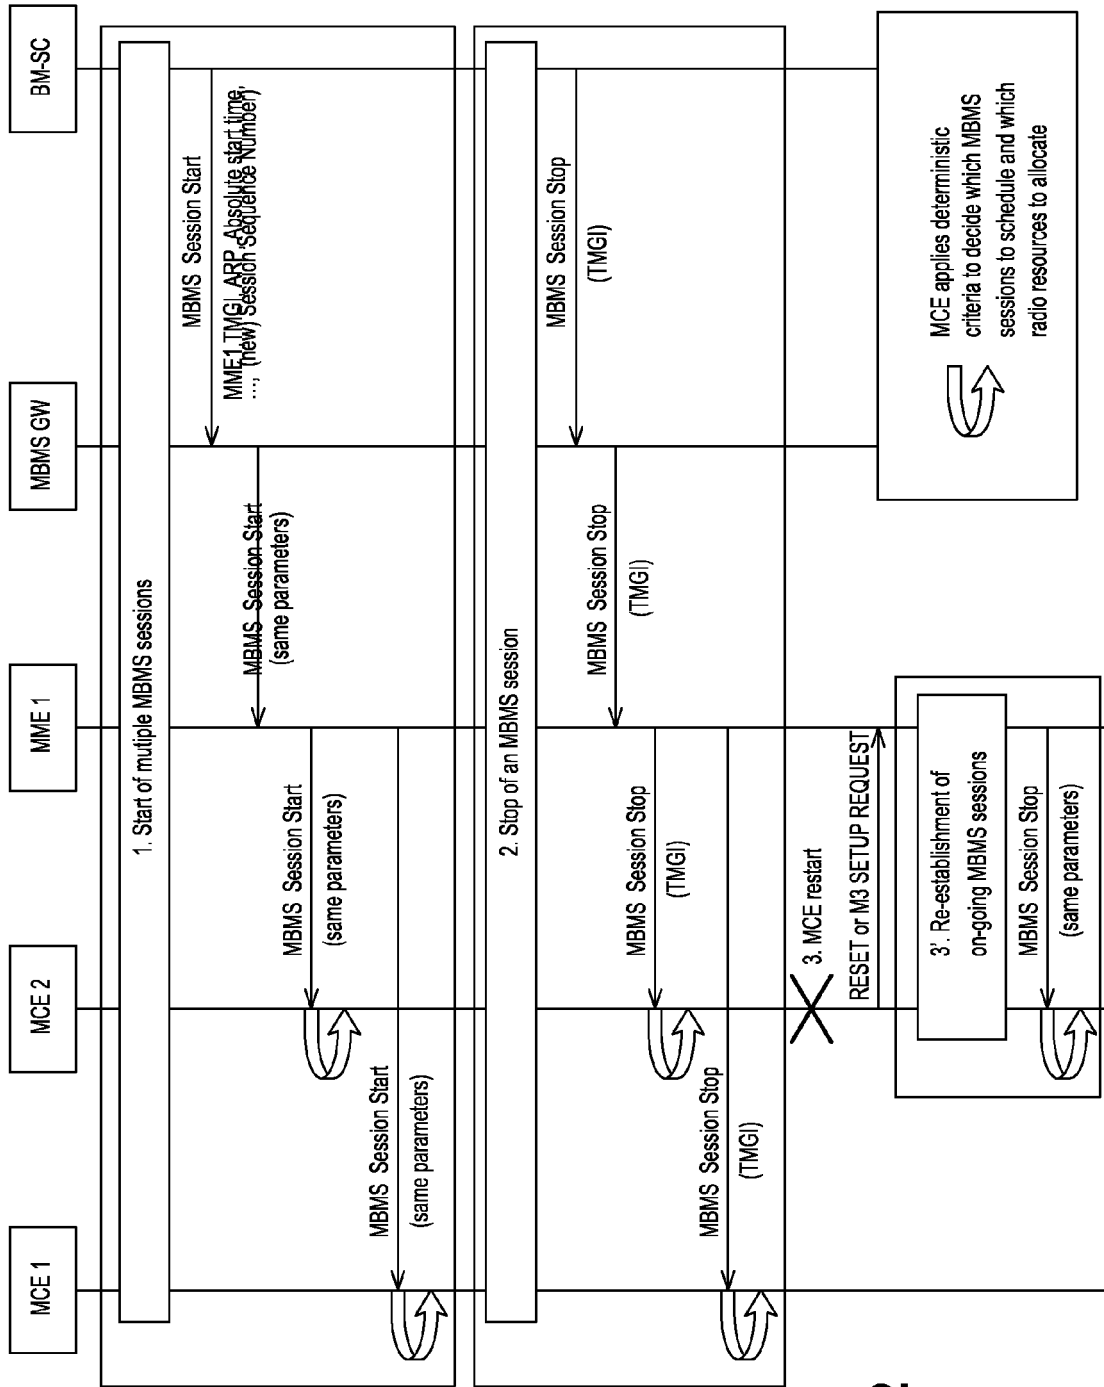 MCE 1
MCE 2
MME 1
MBMS GW
BM-SC
1. Start of mutiple MBMS sessions
MBMS Session Start
MME1,TMGI, ARP, Absolute start time,
..., (new) Session Sequence Number)
MBMS Session Start
(same parameters)
MBMS Session Start
(same parameters)
MBMS Session Start
(same parameters)
2. Stop of an MBMS session
MBMS Session Stop
(TMGI)
MBMS Session Stop
(TMGI)
MBMS Session Stop
(TMGI)
MBMS Session Stop
(TMGI)
3. MCE restart
RESET or M3 SETUP REQUEST
3'. Re-establishment of
on-going MBMS sessions
MBMS Session Stop
(same parameters)
MCE applies deterministic
criteria to decide which MBMS
sessions to schedule and which
radio resources to allocate